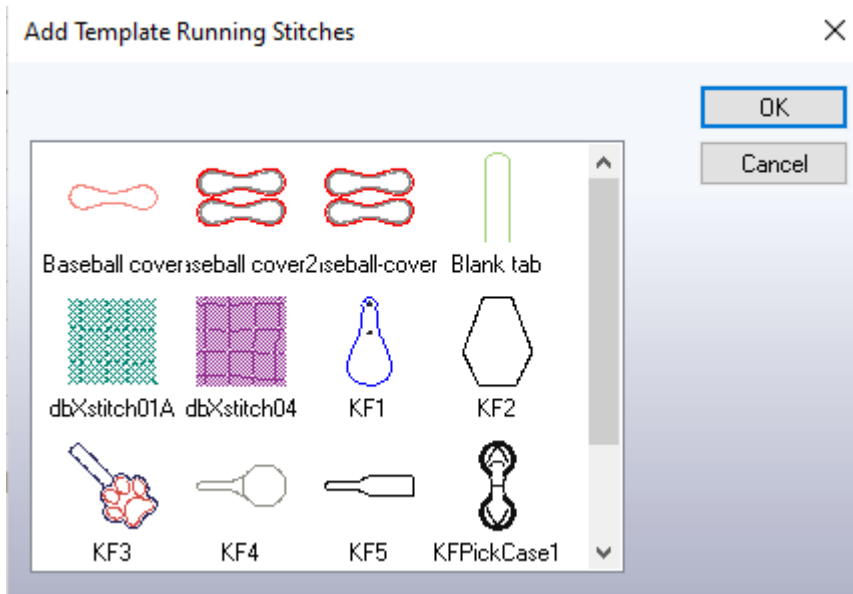 Add Template Running Stitches
OK
Cancel
Baseball cover seball cover2 seball-cover Blank tab
dbXstitch01A dbXstitch04 KF1 KF2
KF3 KF4 KF5 KFPickCase1